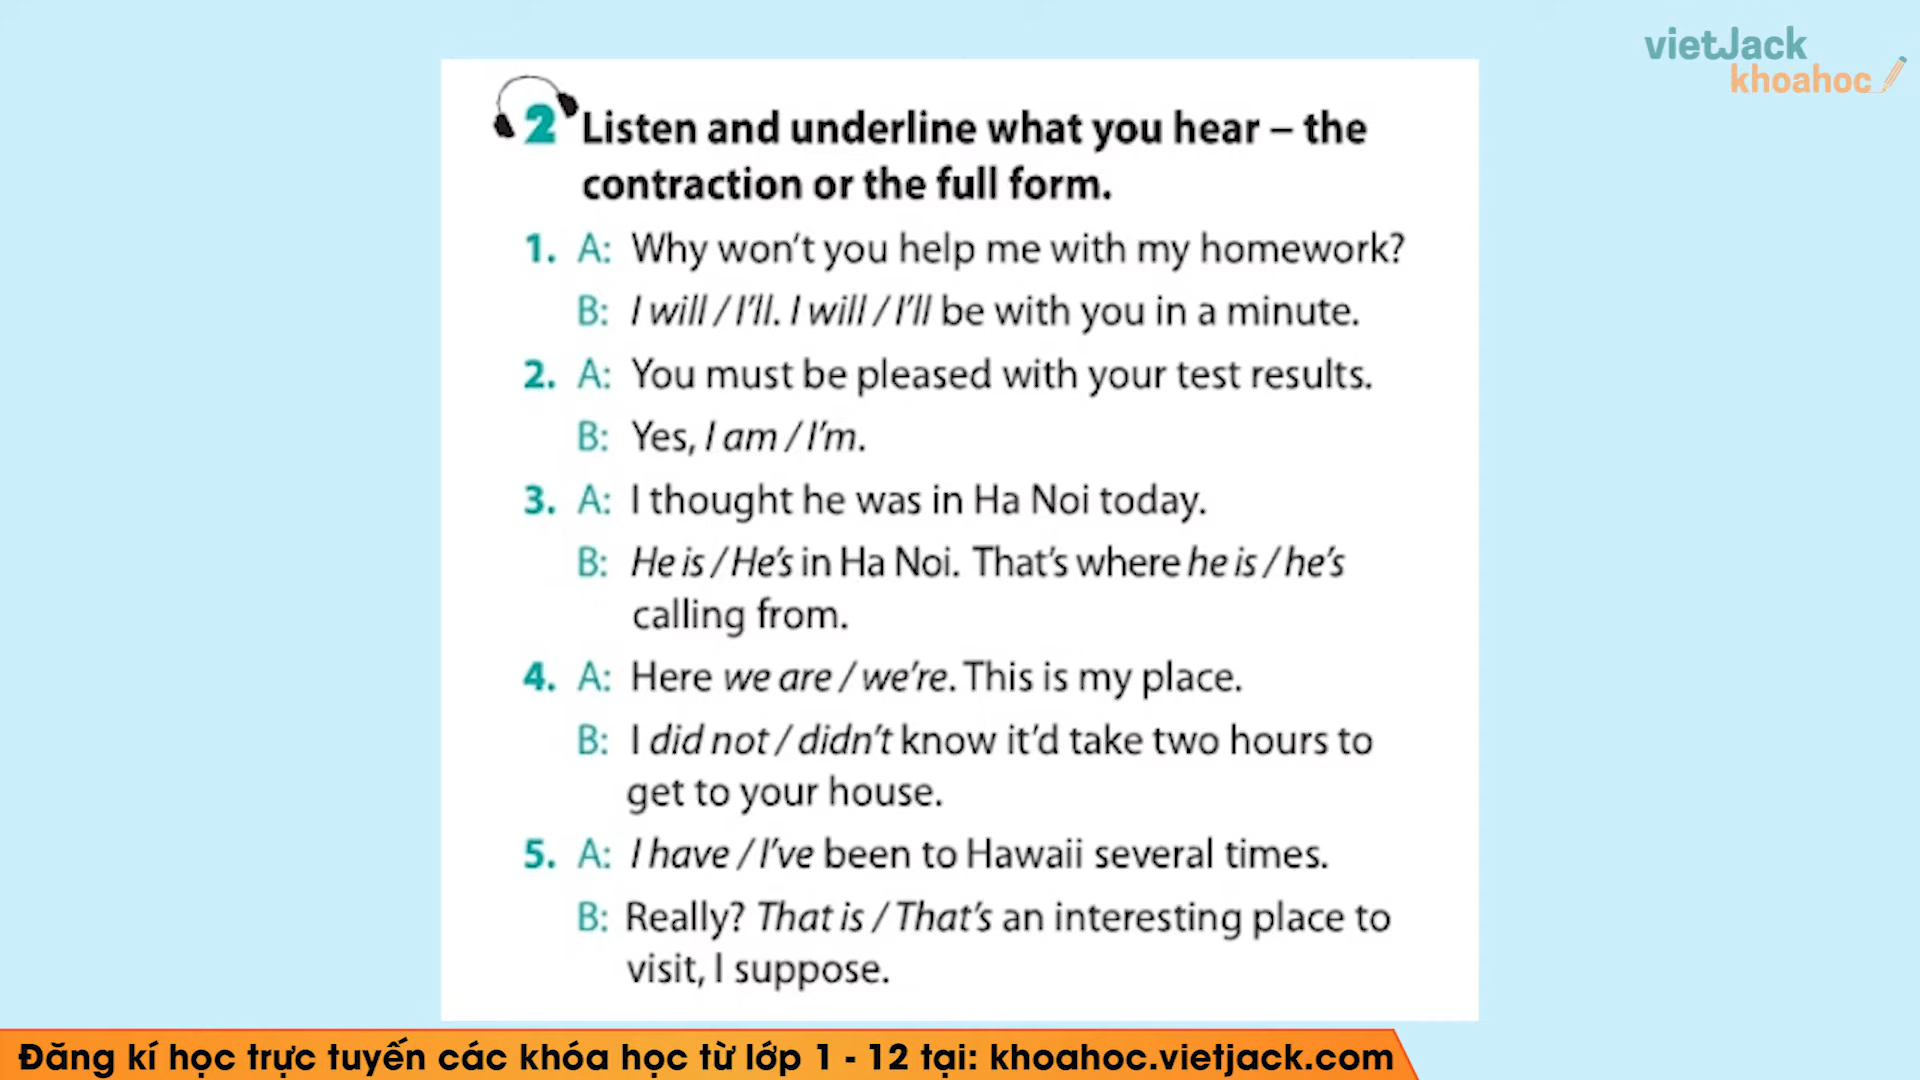 vietJack
khoahoc
2 Listen and underline what you hear – the
contraction or the full form.
1. A: Why won't you help me with my homework?
B: I will / I'll. I will / I'll be with you in a minute.
2. A: You must be pleased with your test results.
B: Yes, I am / I'm.
3. A: I thought he was in Ha Noi today.
B: He is / He's in Ha Noi. That's where he is / he's
calling from.
4. A: Here we are / we're. This is my place.
B: I did not / didn't know it'd take two hours to
get to your house.
5. A: I have / I've been to Hawaii several times.
B: Really? That is / That's an interesting place to
visit, I suppose.
Đăng kí học trực tuyến các khóa học từ lớp 1 - 12 tại: khoahoc.vietjack.com